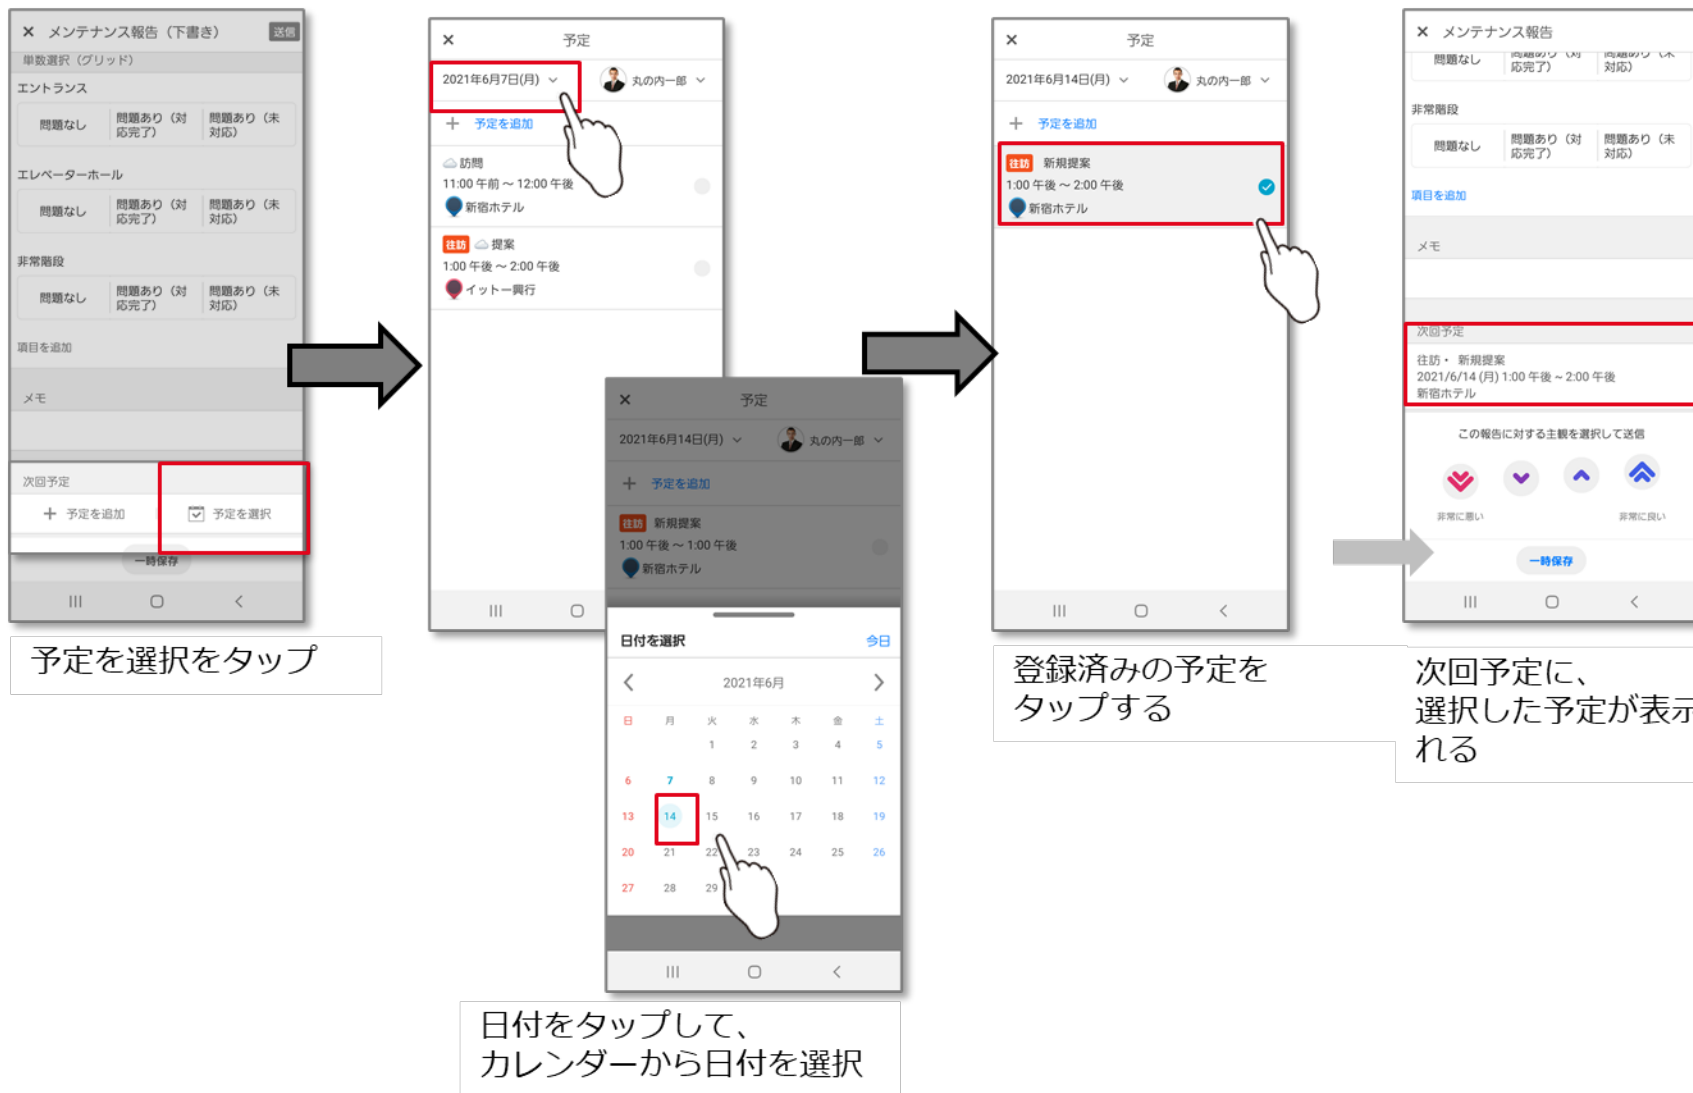 × メンテナンス報告（下書き） 送信
単数選択（グリッド）
エントランス
問題なし 問題あり（対応完了） 問題あり（未対応）
エレベーターホール
問題なし 問題あり（対応完了） 問題あり（未対応）
非常階段
問題なし 問題あり（対応完了） 問題あり（未対応）
項目を追加
メモ
次回予定
＋ 予定を追加 予定を選択
一時保存
予定を選択をタップ
× 予定
2021年6月7日(月) 丸の内一郎
＋ 予定を追加
訪問
11:00 午前 ～ 12:00 午後
新宿ホテル
往訪 提案
1:00 午後 ～ 2:00 午後
イットー興行
× 予定
2021年6月14日(月) 丸の内一郎
＋ 予定を追加
往訪 新規提案
1:00 午後 ～ 1:00 午後
新宿ホテル
日付を選択 今日
2021年6月
日 月 火 水 木 金 土
1 2 3 4 5
6 7 8 9 10 11 12
13 14 15 16 17 18 19
20 21 22 23 24 25 26
27 28 29
日付をタップして、
カレンダーから日付を選択
× 予定
2021年6月14日(月) 丸の内一郎
＋ 予定を追加
往訪 新規提案
1:00 午後 ～ 2:00 午後
新宿ホテル
登録済みの予定を
タップする
× メンテナンス報告
問題なし 問題あり（対応完了） 問題あり（未対応）
非常階段
問題なし 問題あり（対応完了） 問題あり（未対応）
項目を追加
メモ
次回予定
往訪・ 新規提案
2021/6/14 (月) 1:00 午後 ~ 2:00 午後
新宿ホテル
この報告に対する主観を選択して送信
非常に悪い 非常に良い
一時保存
次回予定に、
選択した予定が表示
れる